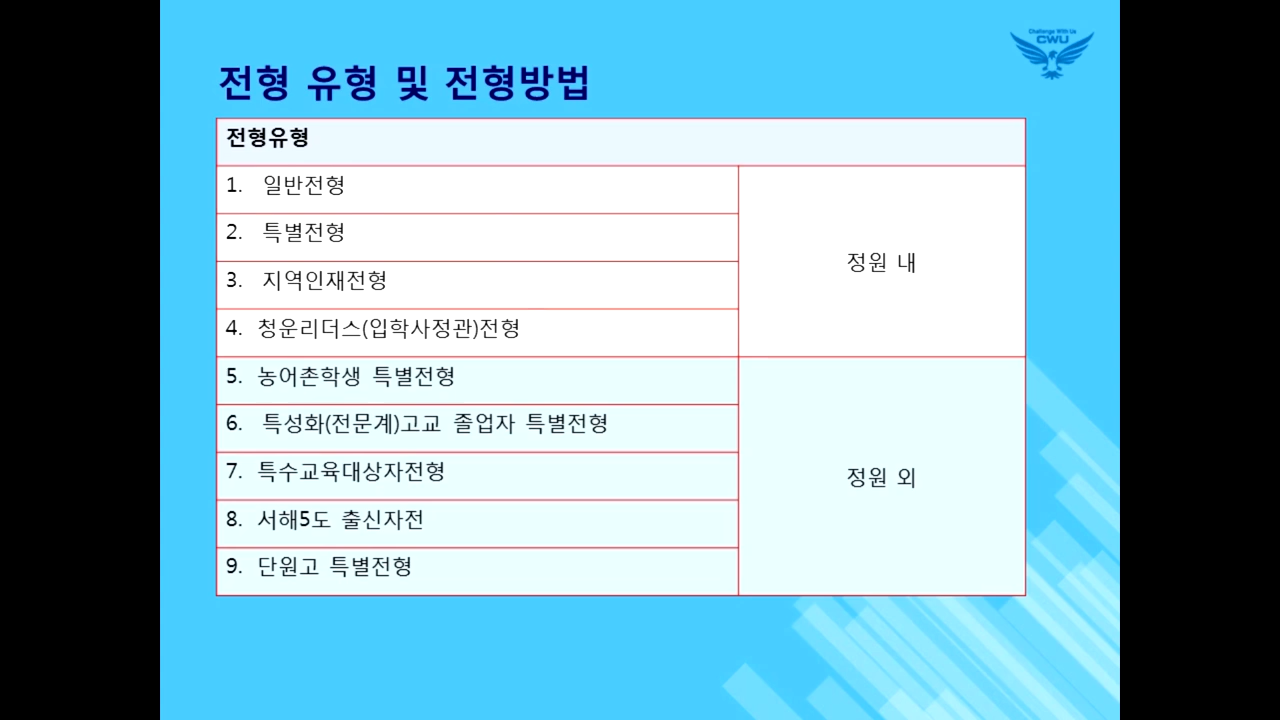 Challenge With Us
CWU
전형 유형 및 전형방법
전형유형
1. 일반전형
2. 특별전형
3. 지역인재전형
4. 청운리더스(입학사정관)전형
정원 내
5. 농어촌학생 특별전형
6. 특성화(전문계)고교 졸업자 특별전형
7. 특수교육대상자전형
8. 서해5도 출신자전
9. 단원고 특별전형
정원 외